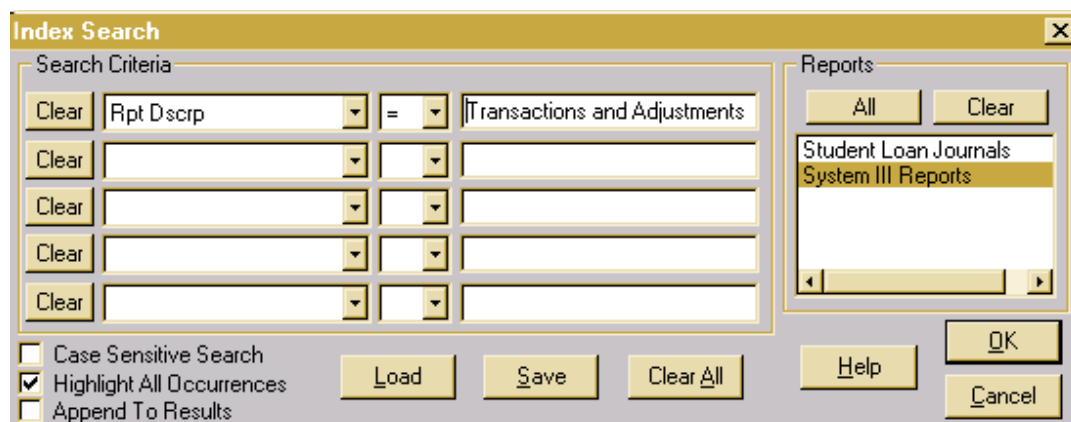 Index Search
Search Criteria
Reports
Clear Rpt Dscrp = Transactions and Adjustments
All Clear
Clear
Student Loan Journals
System III Reports
Clear
Clear
Clear
Case Sensitive Search
Highlight All Occurrences
Append To Results
Load Save Clear All
Help
OK
Cancel